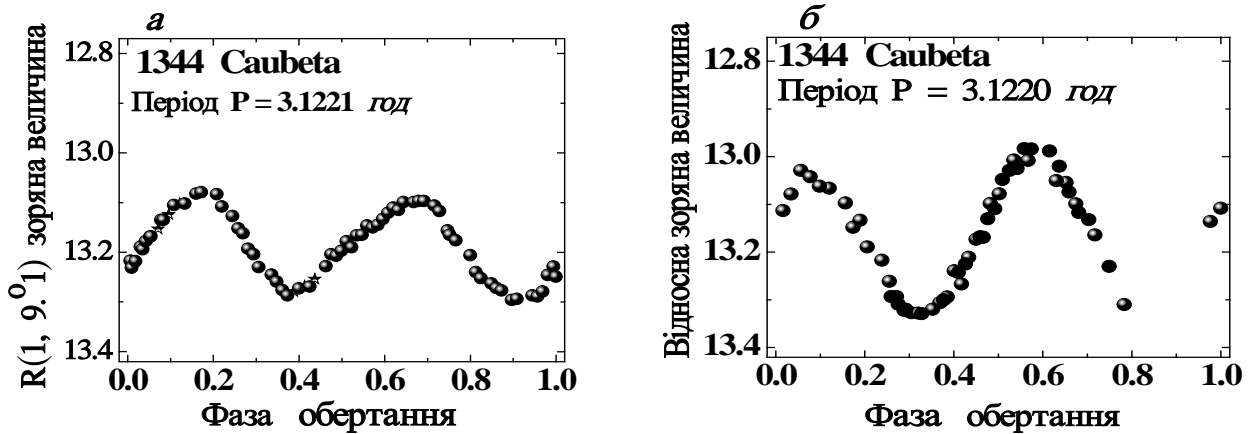 а
1344 Caubeta
Період P = 3.1221 год
R(1, 9.°1) зоряна величина
12.8
13.0
13.2
13.4
0.0 0.2 0.4 0.6 0.8 1.0
Фаза обертання
б
1344 Caubeta
Період P = 3.1220 год
Відносна зоряна величина
12.8
13.0
13.2
13.4
0.0 0.2 0.4 0.6 0.8 1.0
Фаза обертання